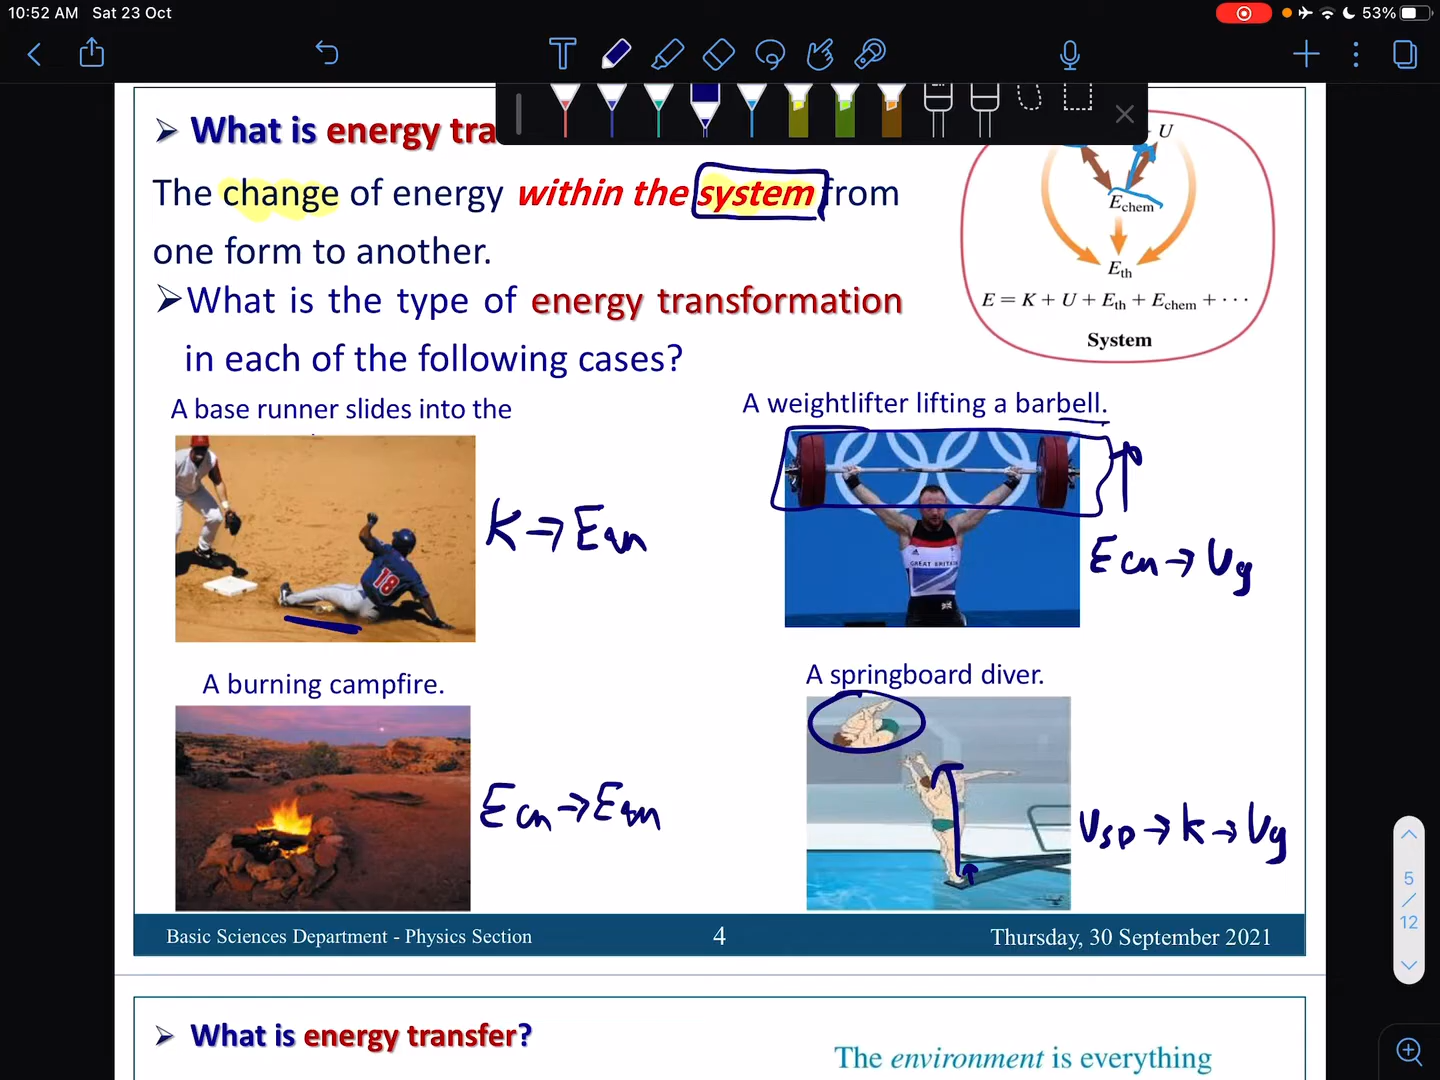 10:52 AM Sat 23 Oct
53%
➢ What is energy tra
The change of energy within the system from
one form to another.
U
Echem
Eth
E = K + U + Eth + Echem + ···
System
➢What is the type of energy transformation
in each of the following cases?
A base runner slides into the
A weightlifter lifting a barbell.
18
K → Eth
GREAT BRITAIN
Ech → Ug
A burning campfire.
A springboard diver.
Ech → Eth
Usp → K → Ug
5
/
12
Basic Sciences Department - Physics Section
4
Thursday, 30 September 2021
➢ What is energy transfer?
The environment is everything